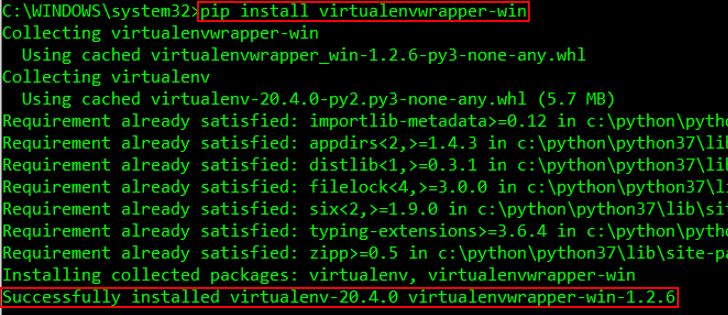 C:\WINDOWS\system32>pip install virtualenvwrapper-win
Collecting virtualenvwrapper-win
  Using cached virtualenvwrapper_win-1.2.6-py3-none-any.whl
Collecting virtualenv
  Using cached virtualenv-20.4.0-py2.py3-none-any.whl (5.7 MB)
Requirement already satisfied: importlib-metadata>=0.12 in c:\python\pytho
Requirement already satisfied: appdirs<2,>=1.4.3 in c:\python\python37\lib
Requirement already satisfied: distlib<1,>=0.3.1 in c:\python\python37\lib
Requirement already satisfied: filelock<4,>=3.0.0 in c:\python\python37\li
Requirement already satisfied: six<2,>=1.9.0 in c:\python\python37\lib\sit
Requirement already satisfied: typing-extensions>=3.6.4 in c:\python\pytho
Requirement already satisfied: zipp>=0.5 in c:\python\python37\lib\site-pa
Installing collected packages: virtualenv, virtualenvwrapper-win
Successfully installed virtualenv-20.4.0 virtualenvwrapper-win-1.2.6